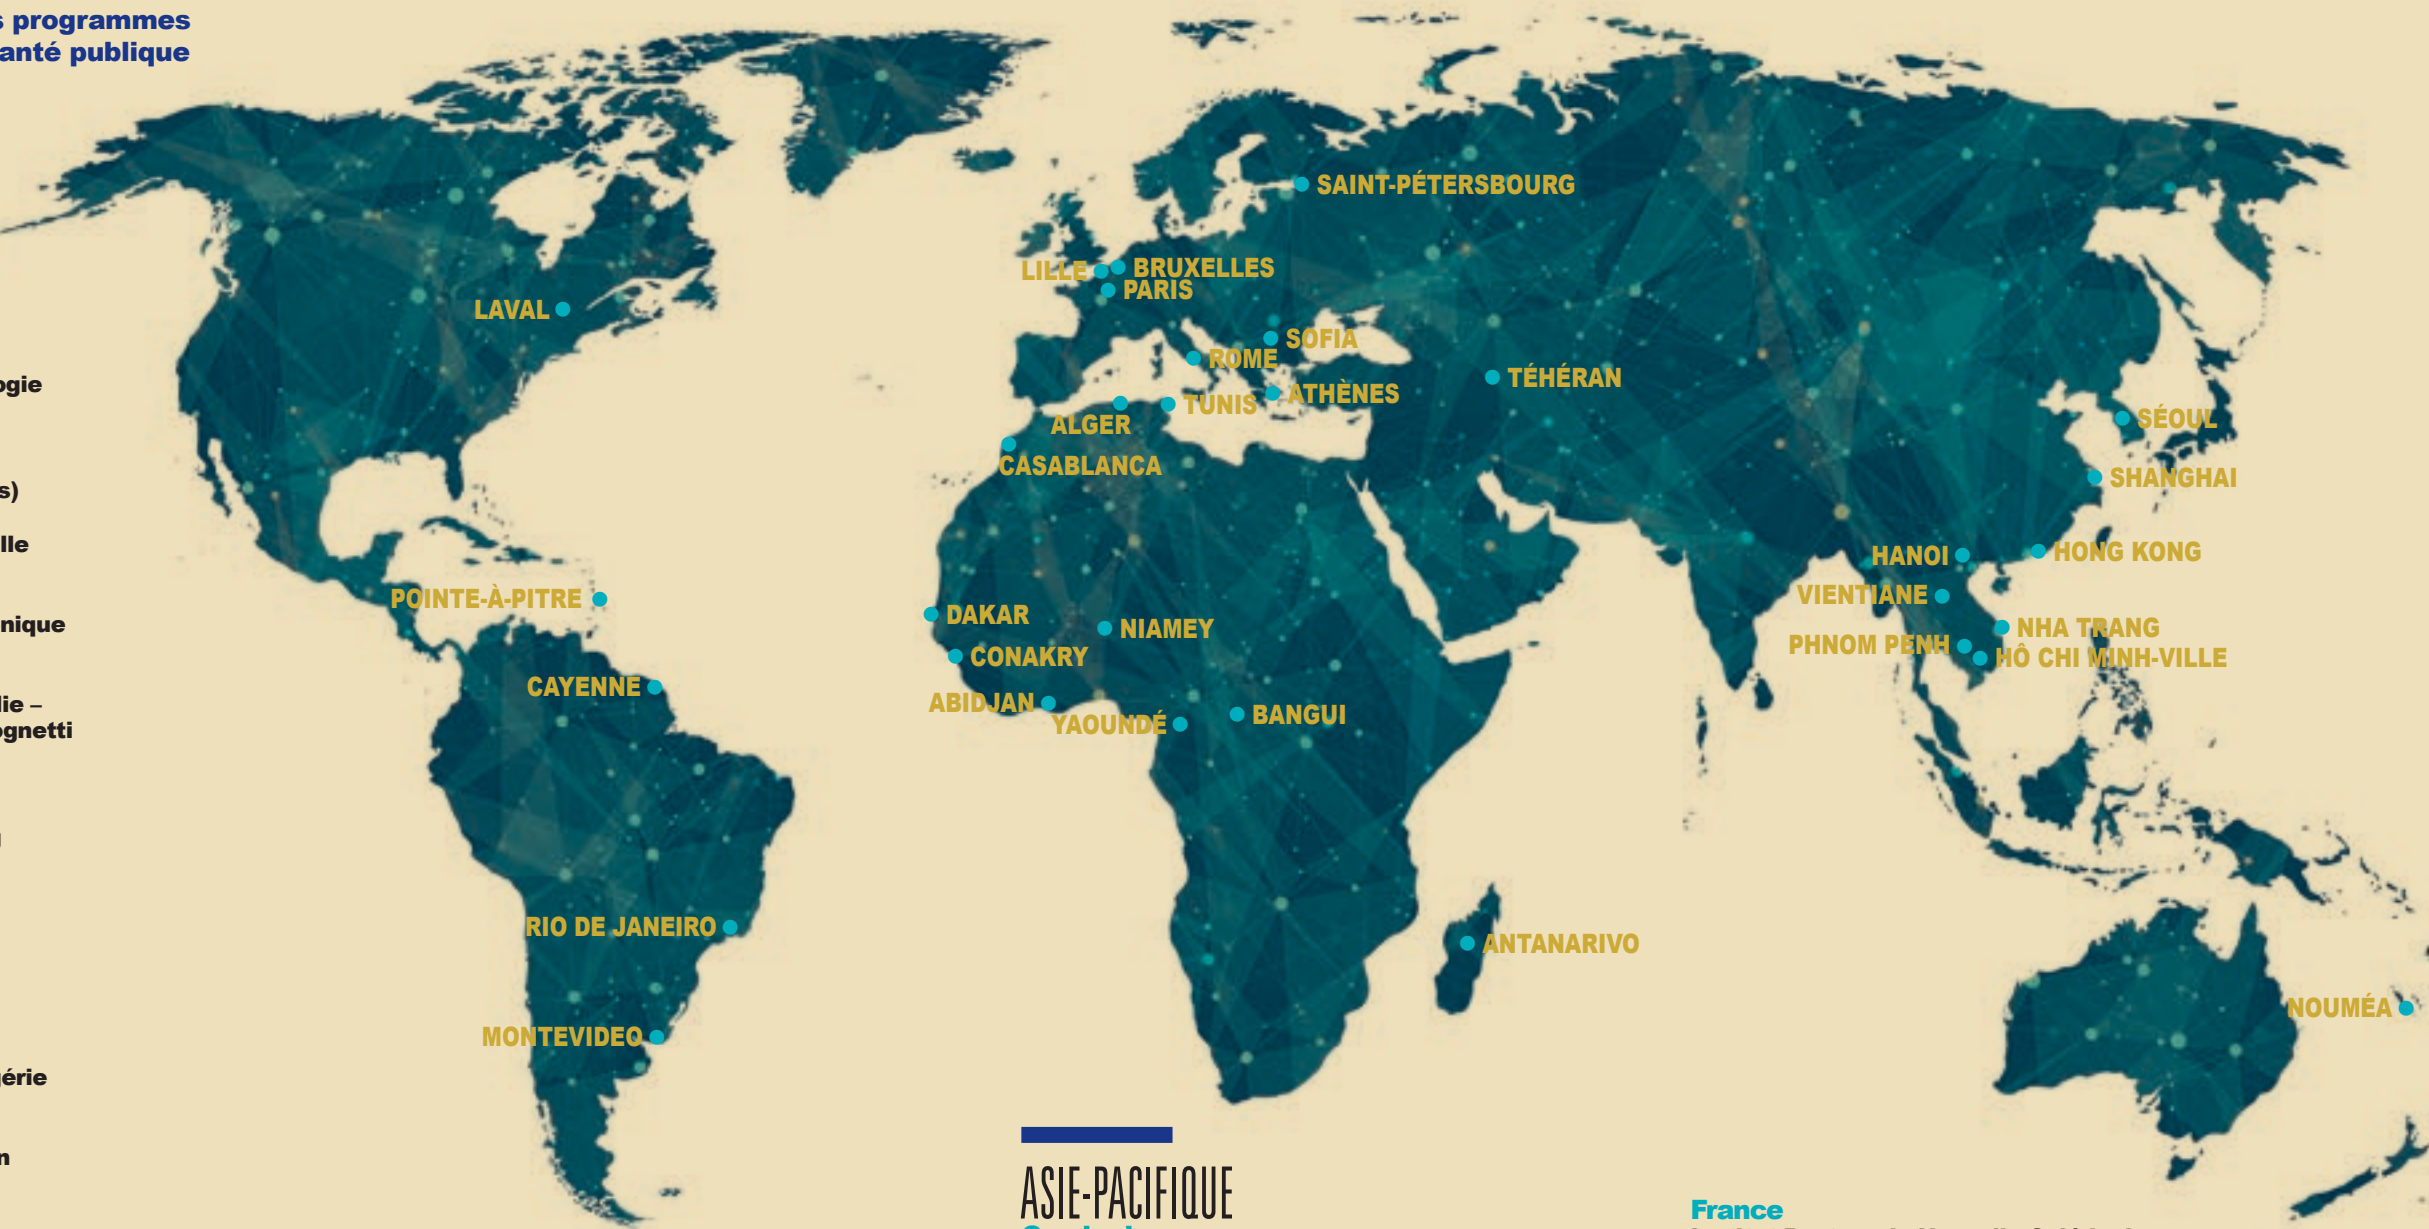 s programmes
anté publique
SAINT-PÉTERSBOURG
LILLE
BRUXELLES
PARIS
LAVAL
SOFIA
ROME
TÉHÉRAN
ogie
ATHÈNES
TUNIS
ALGER
SÉOUL
CASABLANCA
SHANGHAI
s)
lle
HANOI
HONG KONG
POINTE-À-PITRE
VIENTIANE
DAKAR
NIAMEY
NHA TRANG
nique
PHNOM PENH
CONAKRY
HÔ CHI MINH-VILLE
CAYENNE
ABIDJAN
lie –
YAOUNDÉ
BANGUI
ognetti
RIO DE JANEIRO
ANTANARIVO
NOUMÉA
MONTEVIDEO
gérie
n
ASIE-PACIFIQUE
France